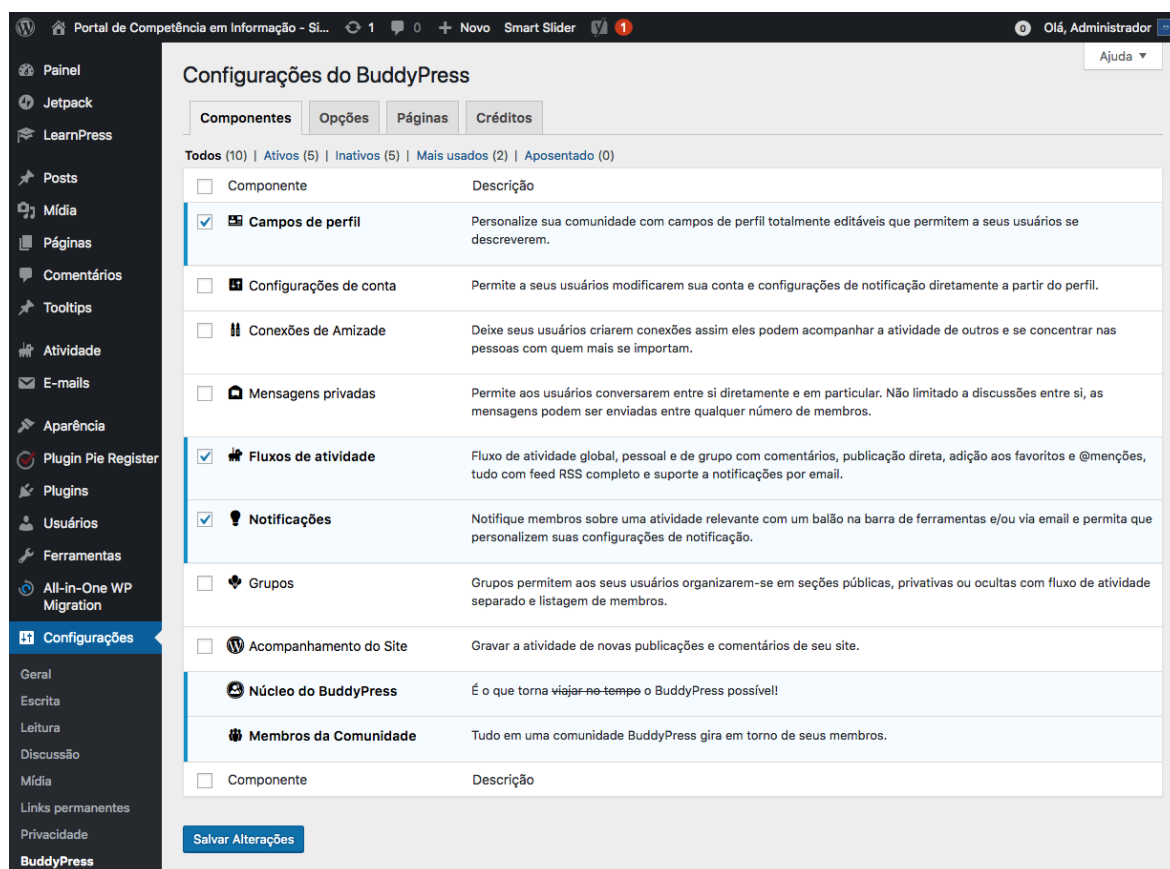 Portal de Competência em Informação - Si... 1 0 + Novo Smart Slider 1 0 Olá, Administrador
Ajuda ▼
Painel
Jetpack
LearnPress
Posts
Mídia
Páginas
Comentários
Tooltips
Atividade
E-mails
Aparência
Plugin Pie Register
Plugins
Usuários
Ferramentas
All-in-One WP
Migration
Configurações
Geral
Escrita
Leitura
Discussão
Mídia
Links permanentes
Privacidade
BuddyPress
Configurações do BuddyPress
Componentes Opções Páginas Créditos
Todos (10) | Ativos (5) | Inativos (5) | Mais usados (2) | Aposentado (0)
Componente Descrição
Campos de perfil Personalize sua comunidade com campos de perfil totalmente editáveis que permitem a seus usuários se
descreverem.
Configurações de conta Permite a seus usuários modificarem sua conta e configurações de notificação diretamente a partir do perfil.
Conexões de Amizade Deixe seus usuários criarem conexões assim eles podem acompanhar a atividade de outros e se concentrar nas
pessoas com quem mais se importam.
Mensagens privadas Permite aos usuários conversarem entre si diretamente e em particular. Não limitado a discussões entre si, as
mensagens podem ser enviadas entre qualquer número de membros.
Fluxos de atividade Fluxo de atividade global, pessoal e de grupo com comentários, publicação direta, adição aos favoritos e @menções,
tudo com feed RSS completo e suporte a notificações por email.
Notificações Notifique membros sobre uma atividade relevante com um balão na barra de ferramentas e/ou via email e permita que
personalizem suas configurações de notificação.
Grupos Grupos permitem aos seus usuários organizarem-se em seções públicas, privativas ou ocultas com fluxo de atividade
separado e listagem de membros.
Acompanhamento do Site Gravar a atividade de novas publicações e comentários de seu site.
Núcleo do BuddyPress É o que torna viajar no tempo o BuddyPress possível!
Membros da Comunidade Tudo em uma comunidade BuddyPress gira em torno de seus membros.
Componente Descrição
Salvar Alterações